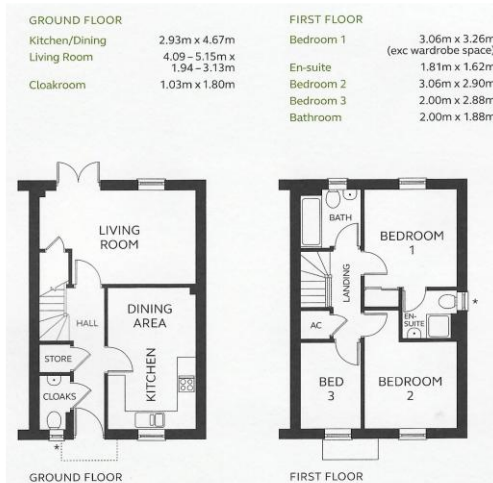 GROUND FLOOR
Kitchen/Dining 2.93m x 4.67m
Living Room 4.09 – 5.15m x
1.94 – 3.13m
Cloakroom 1.03m x 1.80m
FIRST FLOOR
Bedroom 1 3.06m x 3.26m
(exc wardrobe space)
En-suite 1.81m x 1.62m
Bedroom 2 3.06m x 2.90m
Bedroom 3 2.00m x 2.88m
Bathroom 2.00m x 1.88m
LIVING
ROOM
DINING
AREA
HALL
KITCHEN
STORE
CLOAKS
*
GROUND FLOOR
BATH
BEDROOM
1
LANDING
*
EN-
SUITE
AC
BED
3
BEDROOM
2
FIRST FLOOR